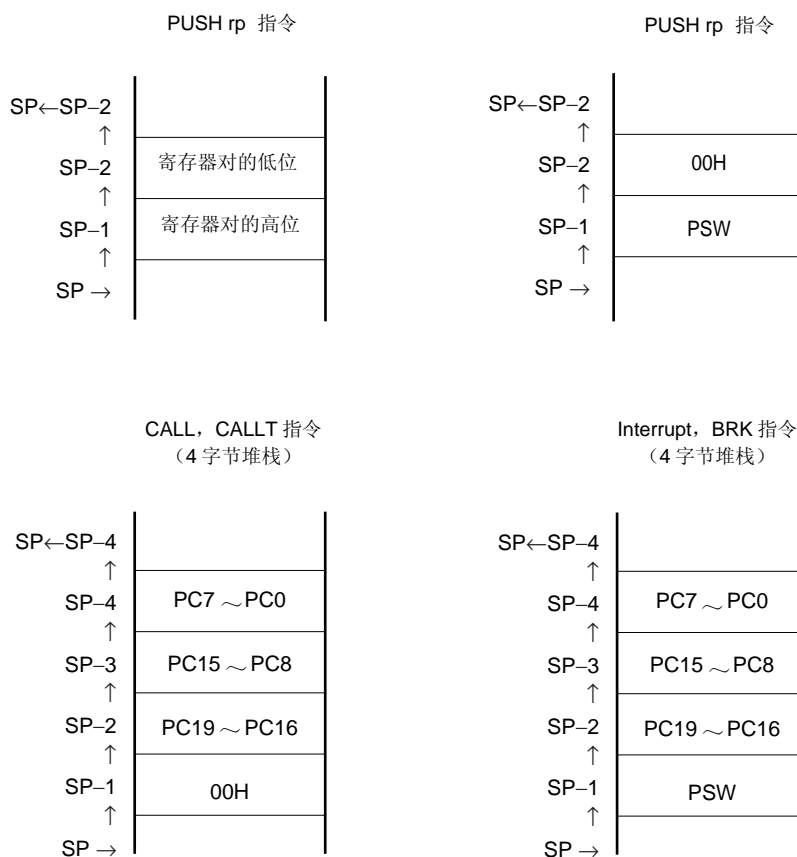 PUSH rp 指令
SP←SP–2
↑
SP–2
寄存器对的低位
↑
SP–1
寄存器对的高位
↑
SP →
PUSH rp 指令
SP←SP–2
↑
SP–2
00H
↑
SP–1
PSW
↑
SP →
CALL，CALLT 指令
（4 字节堆栈）
SP←SP–4
↑
SP–4
PC7 ～PC0
↑
SP–3
PC15 ～PC8
↑
SP–2
PC19 ～PC16
↑
SP–1
00H
↑
SP →
Interrupt，BRK 指令
（4 字节堆栈）
SP←SP–4
↑
SP–4
PC7 ～PC0
↑
SP–3
PC15 ～PC8
↑
SP–2
PC19 ～PC16
↑
SP–1
PSW
↑
SP →